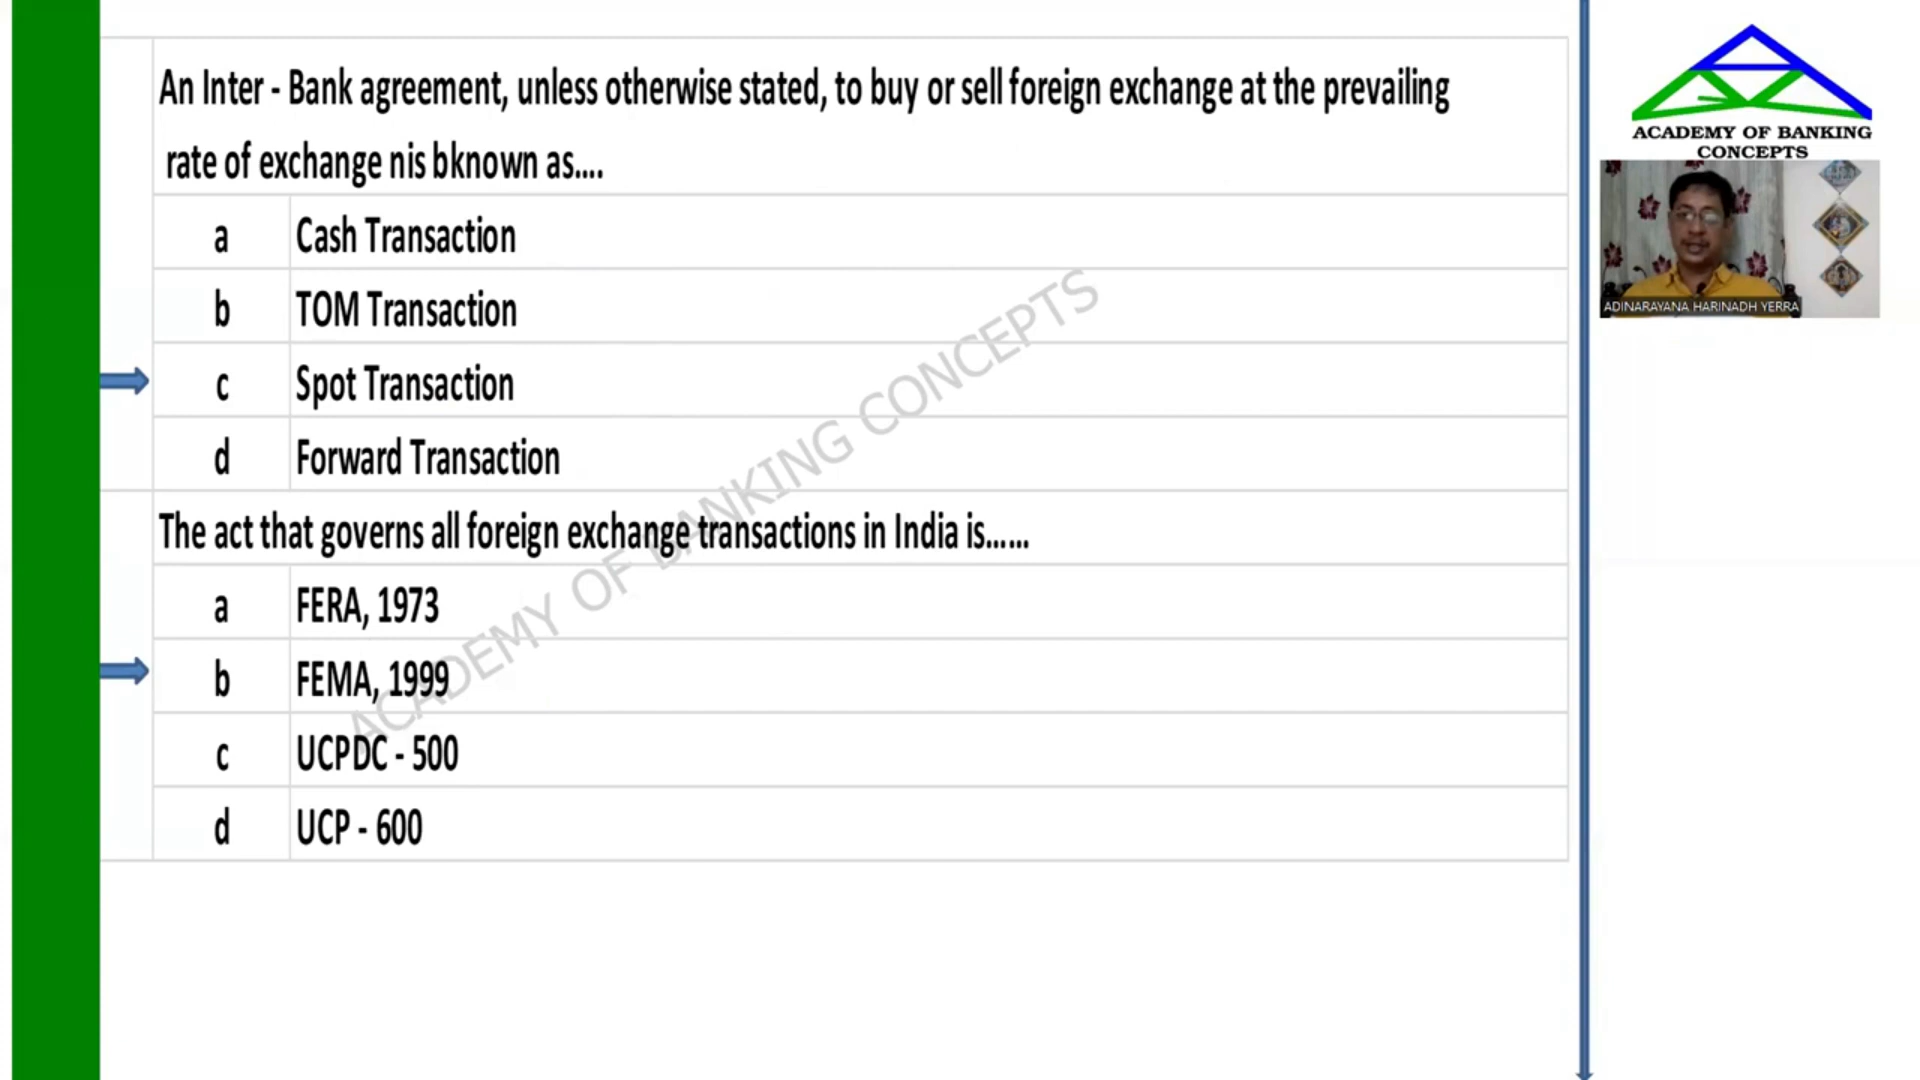 An Inter - Bank agreement, unless otherwise stated, to buy or sell foreign exchange at the prevailing
rate of exchange nis bknown as....
a Cash Transaction
b TOM Transaction
c Spot Transaction
d Forward Transaction
The act that governs all foreign exchange transactions in India is......
a FERA, 1973
b FEMA, 1999
c UCPDC - 500
d UCP - 600
ACADEMY OF BANKING CONCEPTS
ACADEMY OF BANKING
CONCEPTS
ADINARAYANA HARINADH YERRA